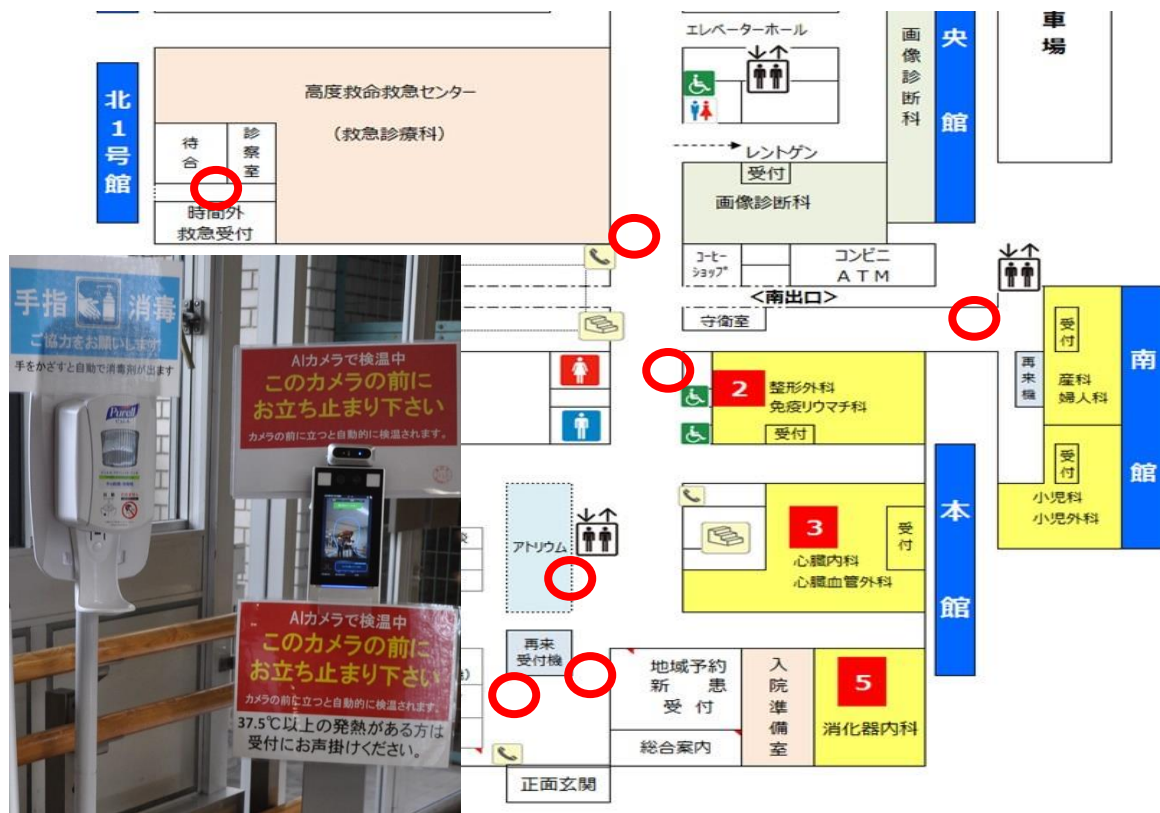 エレベーターホール
画像診断科
央館
車場
北1号館
高度救命救急センター
(救急診療科)
待合
診察室
時間外
救急受付
レントゲン
受付
画像診断科
コーヒー
ショップ
コンビニ
ATM
<南出口>
守衛室
2
整形外科
免疫リウマチ科
受付
再来機
受付
産科
婦人科
南館
受付
小児科
小児外科
3
心臓内科
心臓血管外科
受付
本館
アトリウム
再来
受付機
地域予約
新患
受付
入院準備室
5
消化器内科
総合案内
正面玄関
手指 消毒
ご協力をお願いします
手をかざすと自動で消毒剤が出ます
Purell
AIカメラで検温中
このカメラの前に
お立ち止まり下さい
カメラの前に立つと自動的に検温されます。
AIカメラで検温中
このカメラの前に
お立ち止まり下さい
カメラの前に立つと自動的に検温されます。
37.5℃以上の発熱がある方は
受付にお声掛けください。